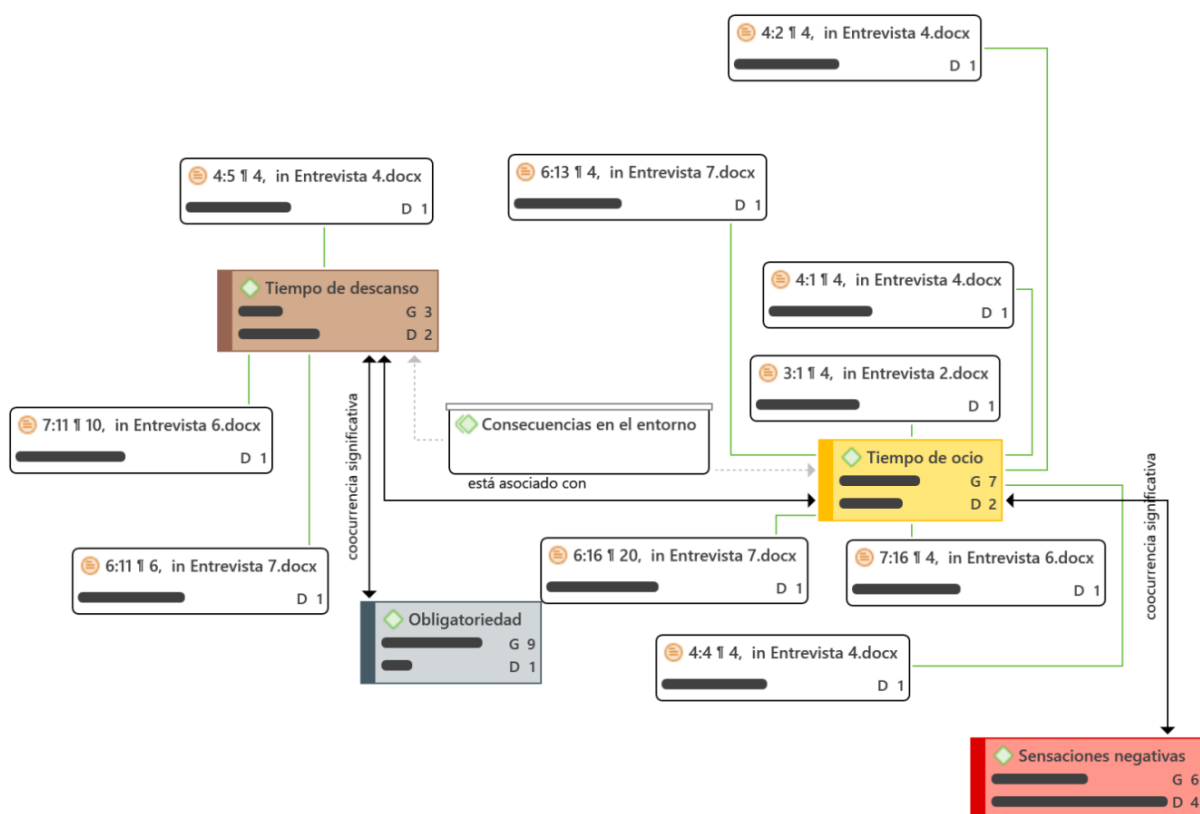 4:2 ¶ 4, in Entrevista 4.docx
D 1
4:5 ¶ 4, in Entrevista 4.docx
D 1
6:13 ¶ 4, in Entrevista 7.docx
D 1
Tiempo de descanso
G 3
D 2
4:1 ¶ 4, in Entrevista 4.docx
D 1
3:1 ¶ 4, in Entrevista 2.docx
D 1
7:11 ¶ 10, in Entrevista 6.docx
D 1
coocurrencia significativa
Consecuencias en el entorno
está asociado con
Tiempo de ocio
G 7
D 2
coocurrencia significativa
6:11 ¶ 6, in Entrevista 7.docx
D 1
6:16 ¶ 20, in Entrevista 7.docx
D 1
7:16 ¶ 4, in Entrevista 6.docx
D 1
Obligatoriedad
G 9
D 1
4:4 ¶ 4, in Entrevista 4.docx
D 1
Sensaciones negativas
G 6
D 4